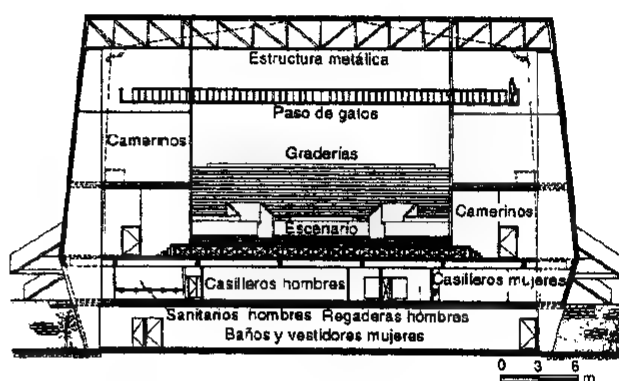 Estructura metálica
Paso de gatos
Camerinos
Graderías
Camerinos
Escenario
Casilleros hombres
Casilleros mujeres
Sanitarios hombres Regaderas hombres
Baños y vestidores mujeres
0 3 6
m